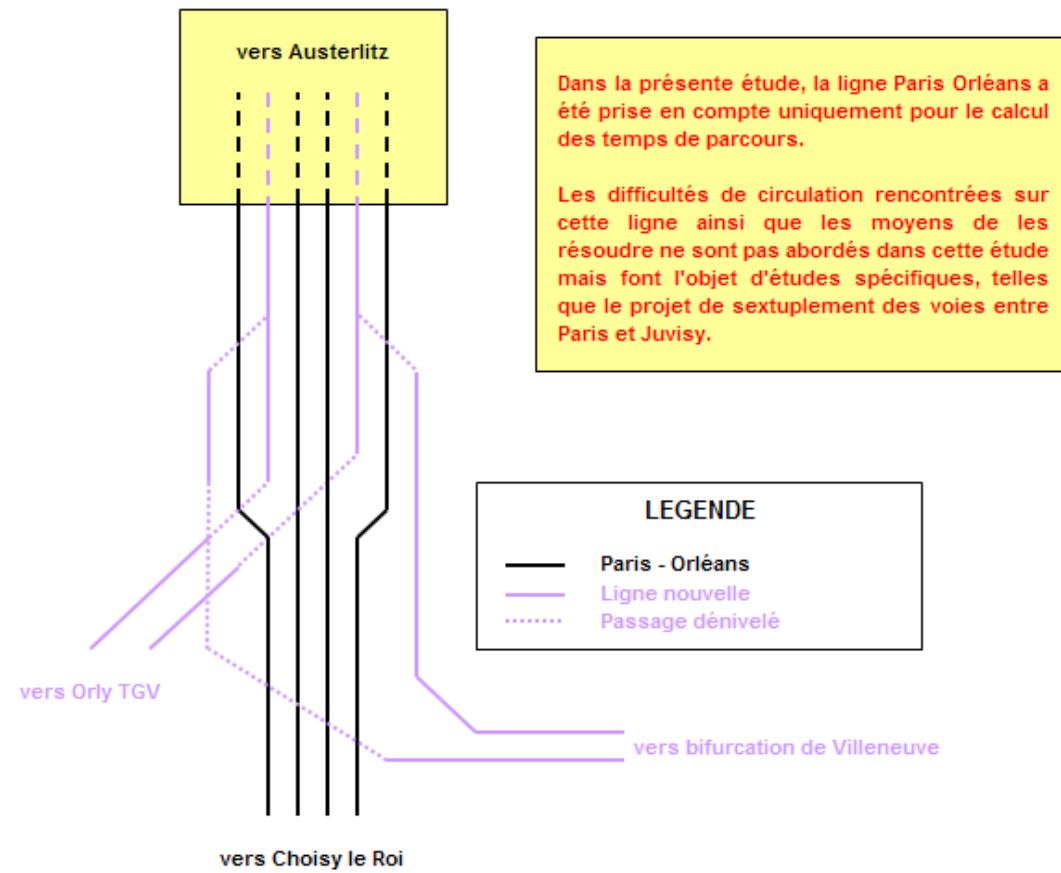 vers Austerlitz
Dans la présente étude, la ligne Paris Orléans a
été prise en compte uniquement pour le calcul
des temps de parcours.
Les difficultés de circulation rencontrées sur
cette ligne ainsi que les moyens de les
résoudre ne sont pas abordés dans cette étude
mais font l'objet d'études spécifiques, telles
que le projet de sextuplement des voies entre
Paris et Juvisy.
LEGENDE
Paris - Orléans
Ligne nouvelle
Passage dénivelé
vers Orly TGV
vers bifurcation de Villeneuve
vers Choisy le Roi